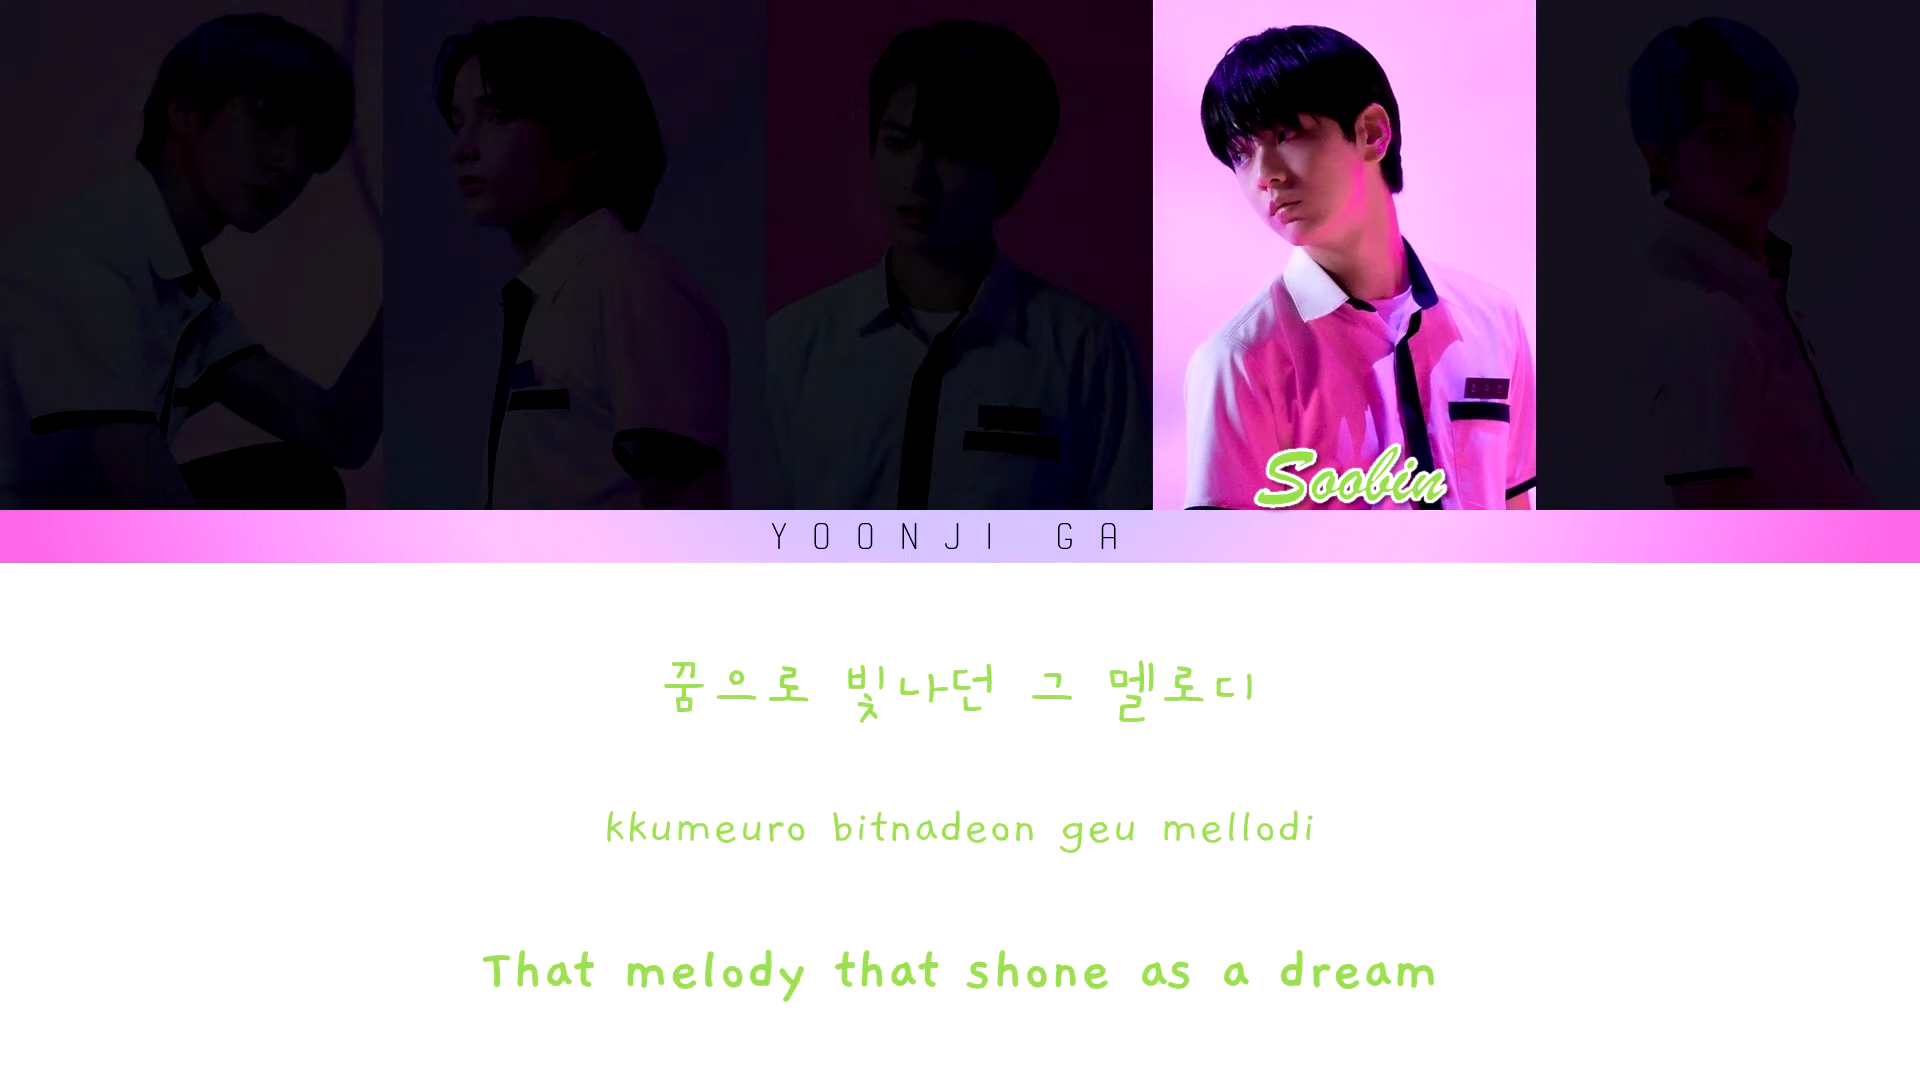 Soobin
YOONJI GA
꿈으로 빛나던 그 멜로디
kkumeuro bitnadeon geu mellodi
That melody that shone as a dream